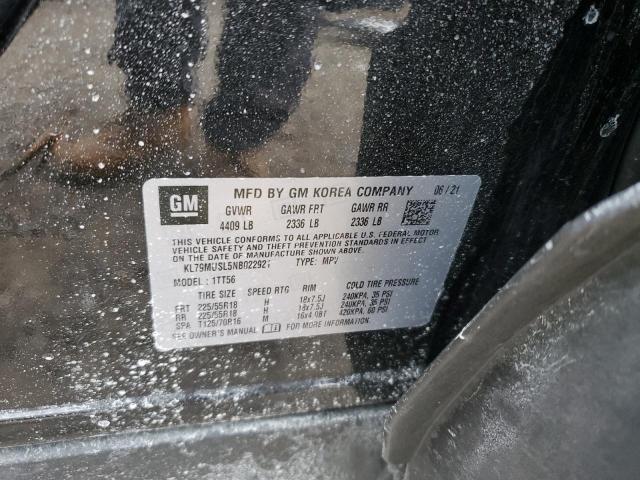 GM
MFD BY GM KOREA COMPANY 06/21
GVWR GAWR FRT GAWR RR
4409 LB 2336 LB 2336 LB
THIS VEHICLE CONFORMS TO ALL APPLICABLE U.S. FEDERAL MOTOR
VEHICLE SAFETY AND THEFT PREVENTION STANDARDS IN EFFECT ON
THE DATE OF MANUFACTURE SHOWN ABOVE.
TYPE: MPV
MODEL: 1TT56
TIRE SIZE SPEED RTG RIM COLD TIRE PRESSURE
FRT 225/55R18 H 18x7.5J 240KPA, 35 PSI
RR 225/55R18 H 18x7.5J 240KPA, 35 PSI
SPA T125/70R16 M 16x4.0BT 420KPA, 60 PSI
SEE OWNER'S MANUAL